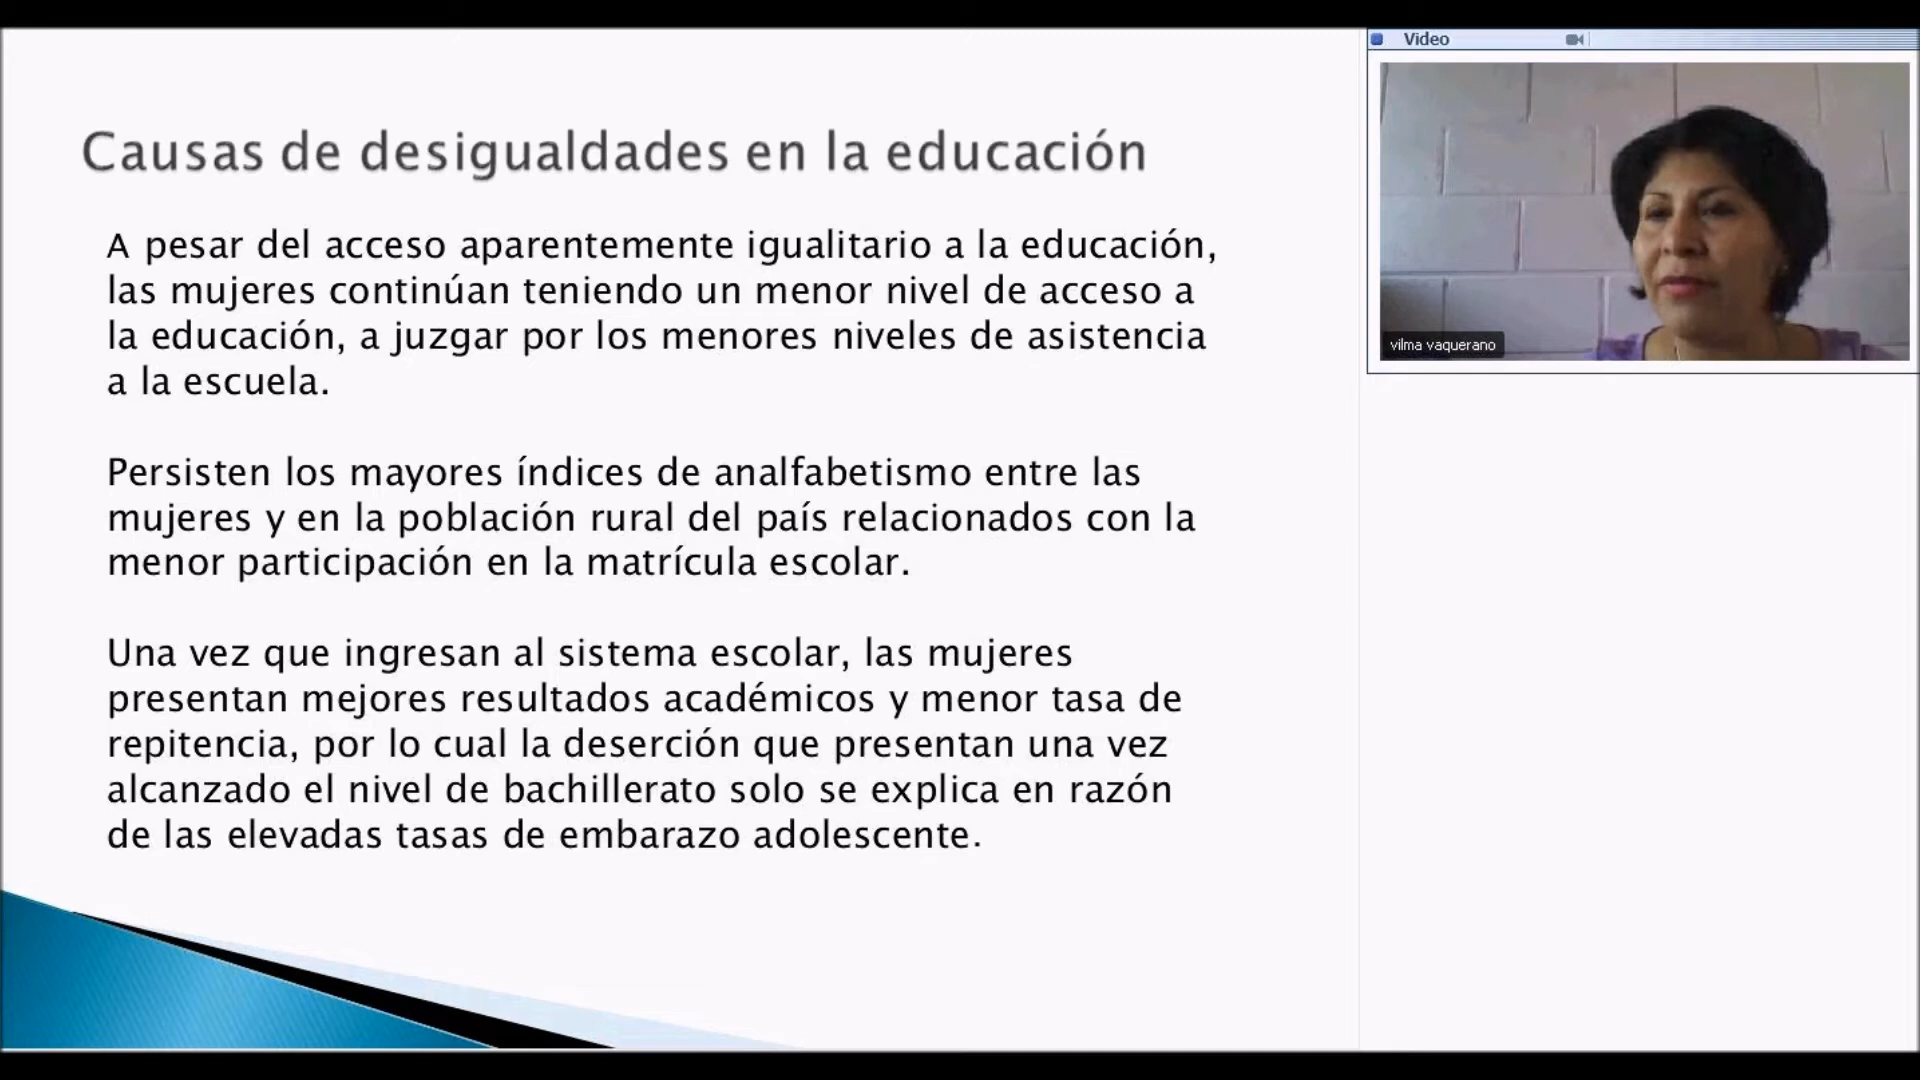 Causas de desigualdades en la educación
A pesar del acceso aparentemente igualitario a la educación,
las mujeres continúan teniendo un menor nivel de acceso a
la educación, a juzgar por los menores niveles de asistencia
a la escuela.
Persisten los mayores índices de analfabetismo entre las
mujeres y en la población rural del país relacionados con la
menor participación en la matrícula escolar.
Una vez que ingresan al sistema escolar, las mujeres
presentan mejores resultados académicos y menor tasa de
repitencia, por lo cual la deserción que presentan una vez
alcanzado el nivel de bachillerato solo se explica en razón
de las elevadas tasas de embarazo adolescente.
Video
vilma vaquerano